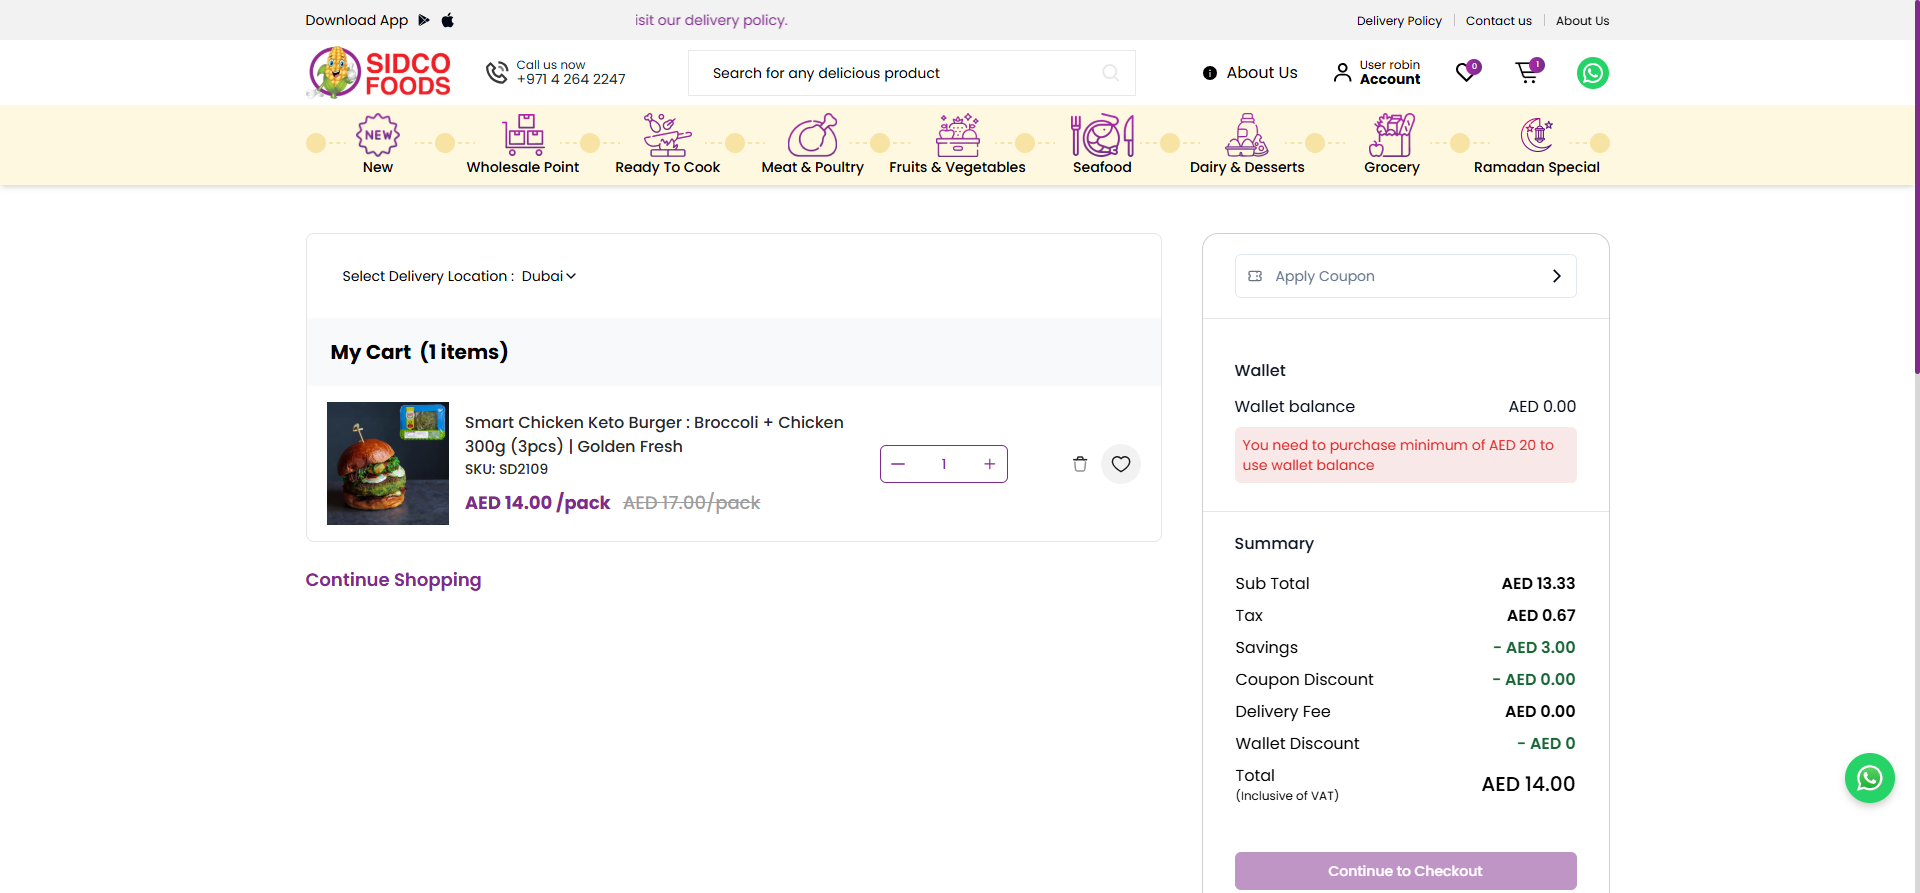 Download App
isit our delivery policy.
Delivery Policy
Contact us
About Us
SIDCO
FOODS
Call us now
+971 4 264 2247
Search for any delicious product
About Us
User robin
Account
0
1
NEW
New
Wholesale Point
Ready To Cook
Meat & Poultry
Fruits & Vegetables
Seafood
Dairy & Desserts
Grocery
Ramadan Special
Select Delivery Location : Dubai
My Cart (1 items)
Smart Chicken Keto Burger : Broccoli + Chicken
300g (3pcs) | Golden Fresh
SKU: SD2109
AED 14.00 /pack AED 17.00/pack
1
Continue Shopping
Apply Coupon
Wallet
Wallet balance AED 0.00
You need to purchase minimum of AED 20 to
use wallet balance
Summary
Sub Total AED 13.33
Tax AED 0.67
Savings - AED 3.00
Coupon Discount - AED 0.00
Delivery Fee AED 0.00
Wallet Discount - AED 0
Total AED 14.00
(Inclusive of VAT)
Continue to Checkout